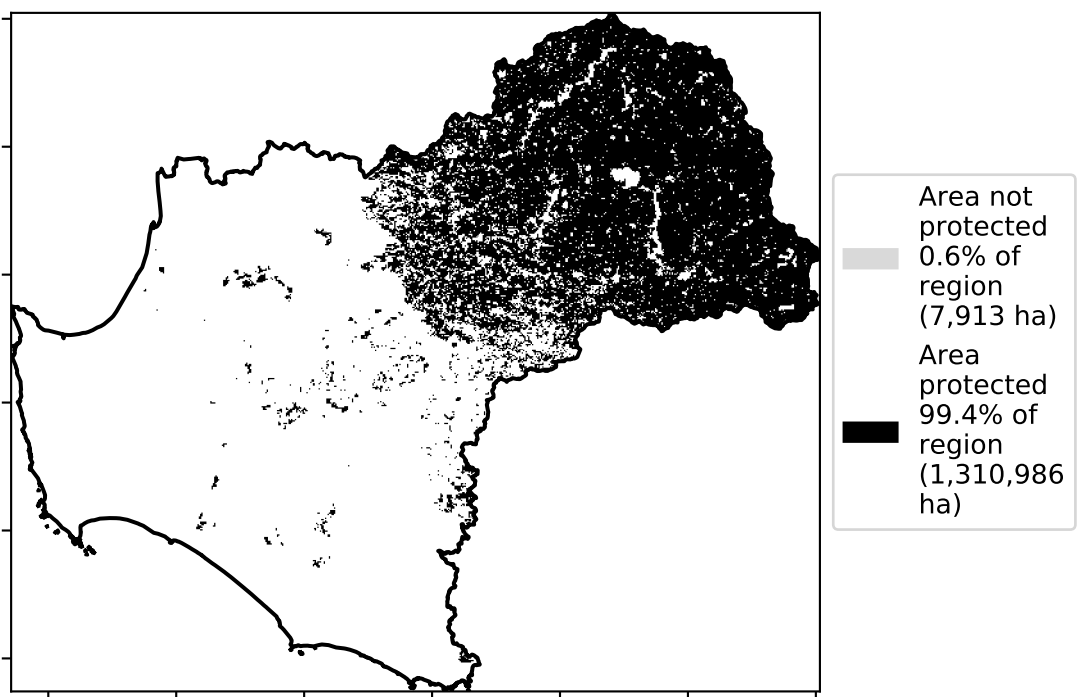 Area not
protected
0.6% of
region
(7,913 ha)
Area
protected
99.4% of
region
(1,310,986
ha)